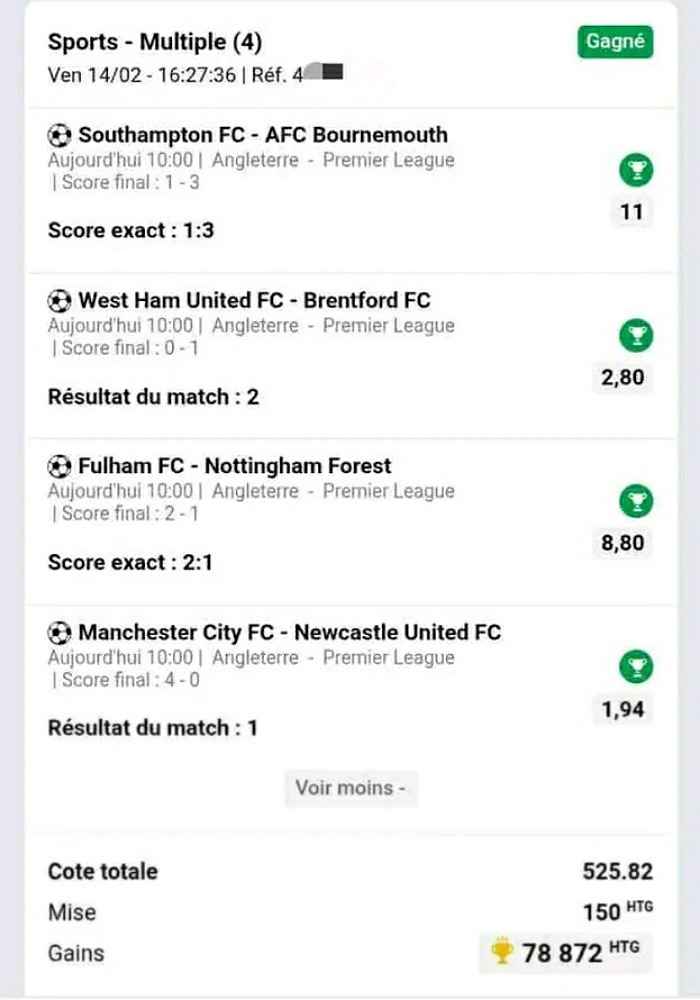 Sports - Multiple (4)
Gagné
Ven 14/02 - 16:27:36 | Réf. 4
Southampton FC - AFC Bournemouth
Aujourd'hui 10:00 | Angleterre - Premier League
| Score final : 1 - 3
11
Score exact : 1:3
West Ham United FC - Brentford FC
Aujourd'hui 10:00 | Angleterre - Premier League
| Score final : 0 - 1
2,80
Résultat du match : 2
Fulham FC - Nottingham Forest
Aujourd'hui 10:00 | Angleterre - Premier League
| Score final : 2 - 1
8,80
Score exact : 2:1
Manchester City FC - Newcastle United FC
Aujourd'hui 10:00 | Angleterre - Premier League
| Score final : 4 - 0
1,94
Résultat du match : 1
Voir moins -
Cote totale 525.82
Mise 150 HTG
Gains 78 872 HTG